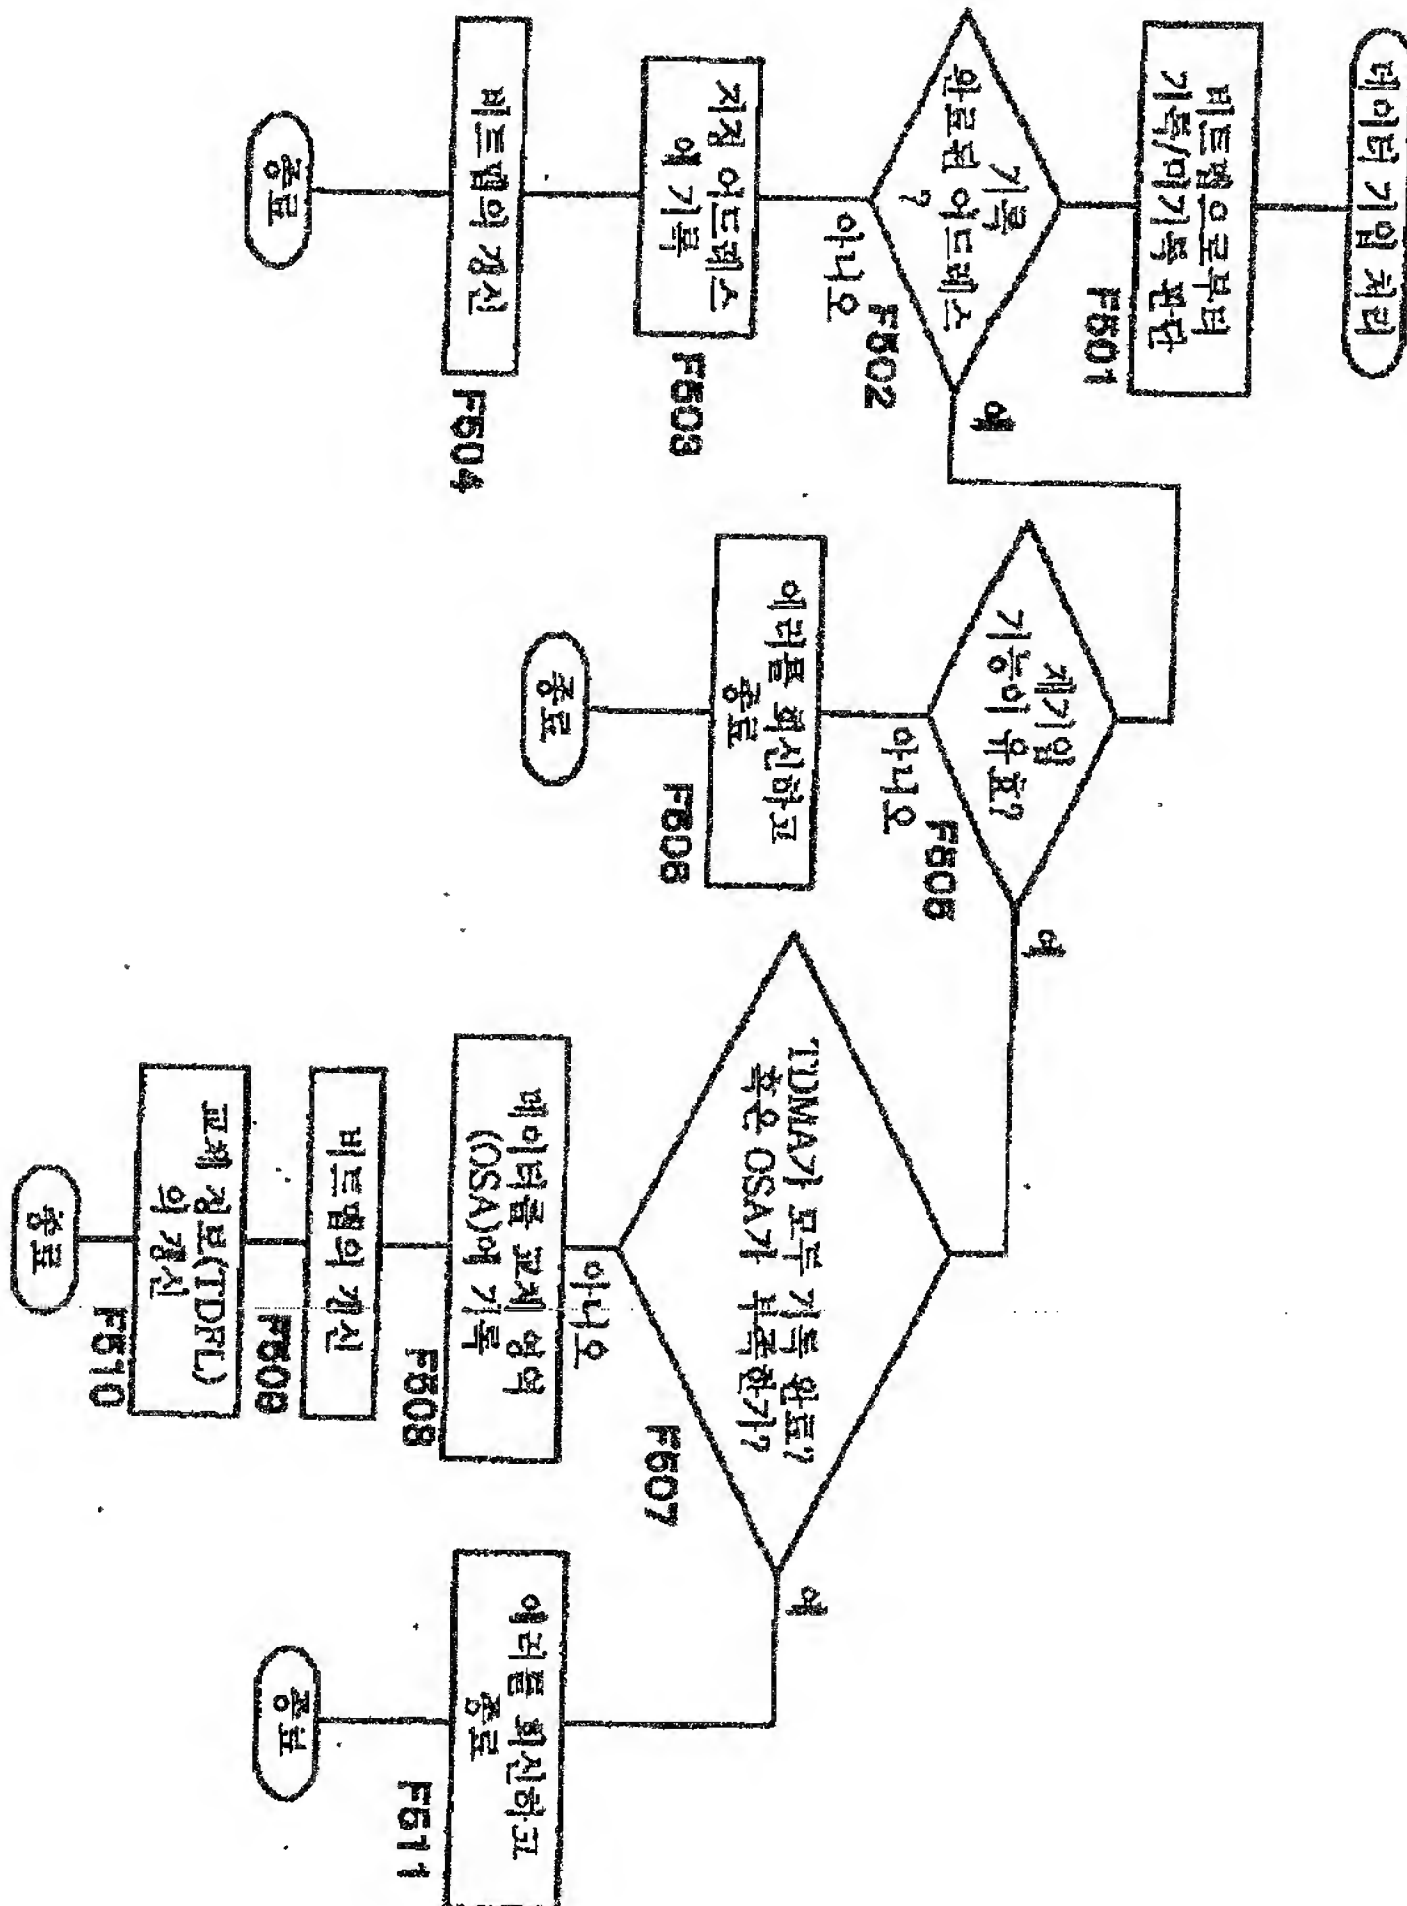 데이터 기입 처리
비트맵으로부터
기록/미기록 판단
F501
기록
완료된 어드레스
?
F502
아니오
예
지정 어드레스
에 기록
F503
비트맵의 갱신
F504
종료
재기입
기능이 유효?
F505
아니오
예
에러를 회신하고
종료
F506
종료
TDMA가 모두 기록 완료?
혹은 OSA가 부족한가?
F507
아니오
예
데이터를 교체 영역
(OSA)에 기록
F508
비트맵의 갱신
F509
교체 정보(TDFL)
의 갱신
F510
종료
에러를 회신하고
종료
F511
종료